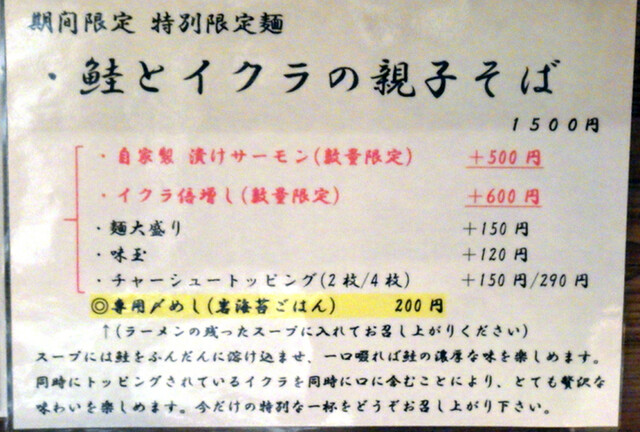 期間限定 特別限定麺
・鮭とイクラの親子そば
1500円
・自家製 漬けサーモン(数量限定) +500円
・イクラ倍増し(数量限定) +600円
・麺大盛り +150円
・味玉 +120円
・チャーシュートッピング(2枚/4枚) +150円/290円
◎専用〆めし(岩海苔ごはん) 200円
↑(ラーメンの残ったスープに入れてお召し上がりください)
スープには鮭をふんだんに溶け込ませ、一口啜れば鮭の濃厚な味を楽しめます。
同時にトッピングされているイクラを同時に口に含むことにより、とても贅沢な
味わいを楽しめます。今だけの特別な一杯をどうぞお召し上がり下さい。